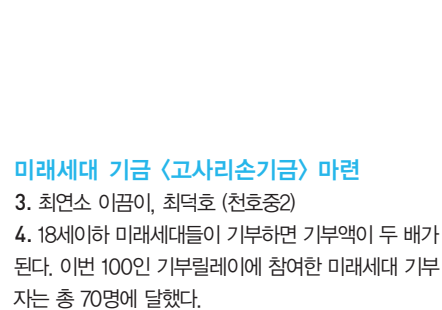 미래세대 기금 〈고사리손기금〉 마련
3. 최연소 이끔이, 최덕호 (천호중2)
4. 18세이하 미래세대들이 기부하면 기부액이 두 배가
된다. 이번 100인 기부릴레이에 참여한 미래세대 기부
자는 총 70명에 달했다.